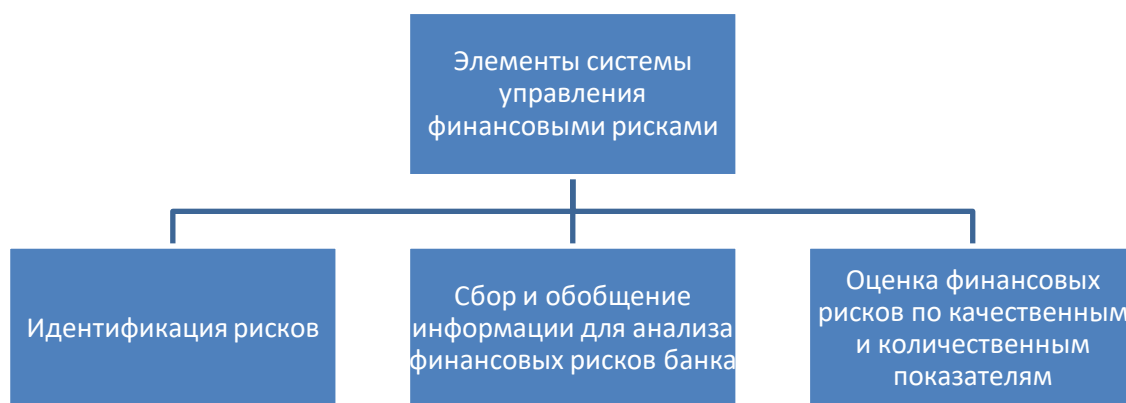 Элементы системы
управления
финансовыми рисками
Идентификация рисков
Сбор и обобщение
информации для анализа
финансовых рисков банка
Оценка финансовых
рисков по качественным
и количественным
показателям